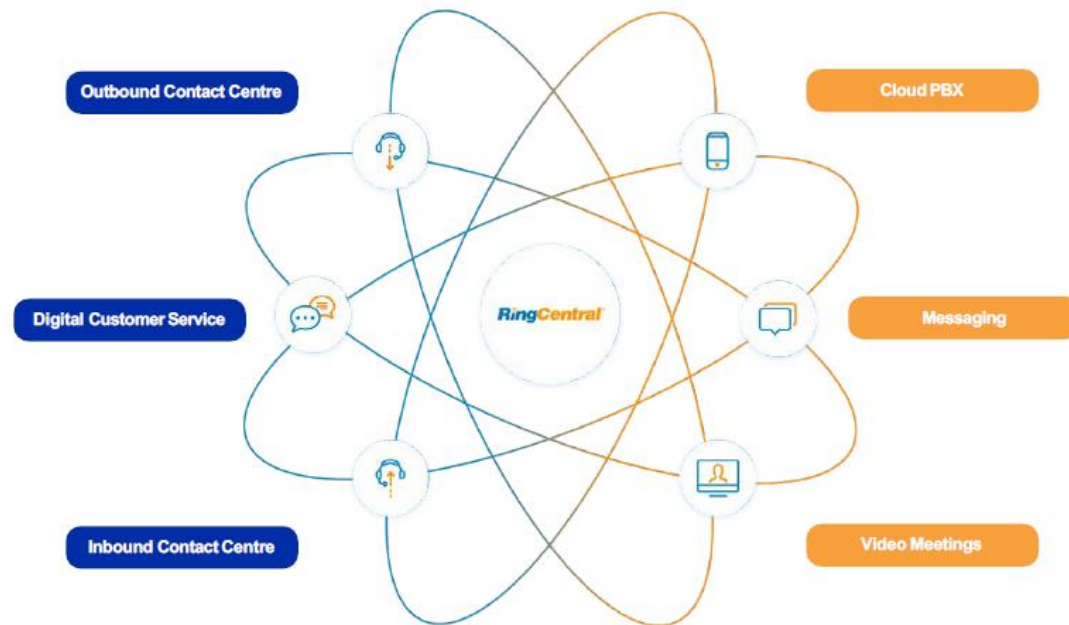 Outbound Contact Centre
Cloud PBX
RingCentral
Digital Customer Service
Messaging
Inbound Contact Centre
Video Meetings